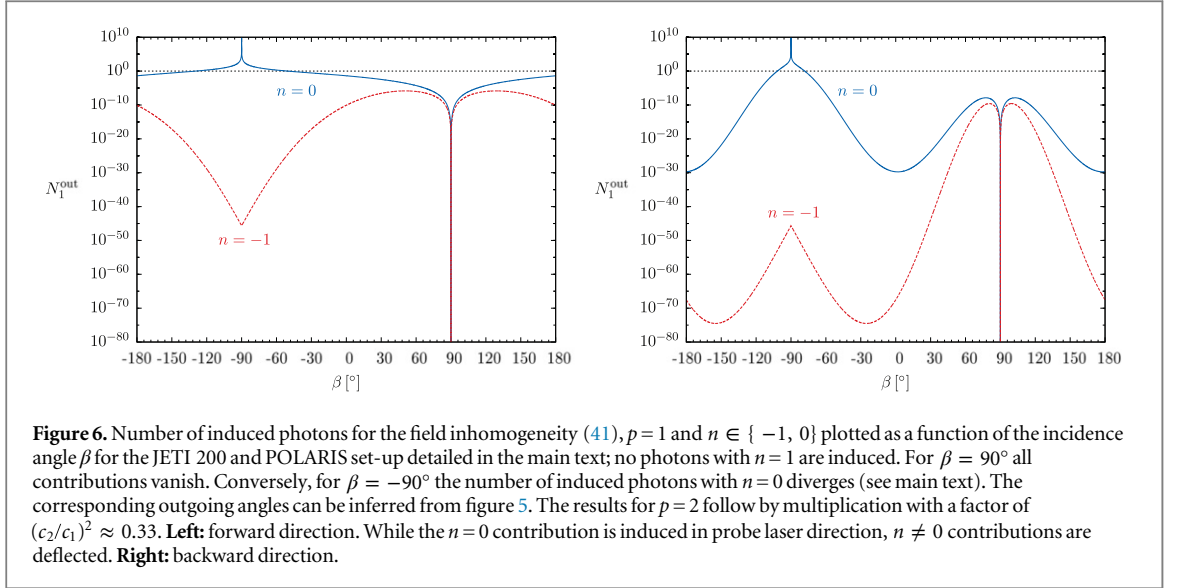 10^10
10^0
10^-10
10^-20
10^-30
10^-40
10^-50
10^-60
10^-70
10^-80
N_1^out
n = 0
n = −1
-180 -150 -120 -90 -60 -30 0 30 60 90 120 150 180
β [°]
10^10
10^0
10^-10
10^-20
10^-30
10^-40
10^-50
10^-60
10^-70
10^-80
N_1^out
n = 0
n = −1
-180 -150 -120 -90 -60 -30 0 30 60 90 120 150 180
β [°]
Figure 6. Number of induced photons for the field inhomogeneity (41), p = 1 and n ∈ { −1, 0} plotted as a function of the incidence
angle β for the JETI 200 and POLARIS set-up detailed in the main text; no photons with n = 1 are induced. For β = 90° all
contributions vanish. Conversely, for β = −90° the number of induced photons with n = 0 diverges (see main text). The
corresponding outgoing angles can be inferred from figure 5. The results for p = 2 follow by multiplication with a factor of
(c₂/c₁)² ≈ 0.33. Left: forward direction. While the n = 0 contribution is induced in probe laser direction, n ≠ 0 contributions are
deflected. Right: backward direction.